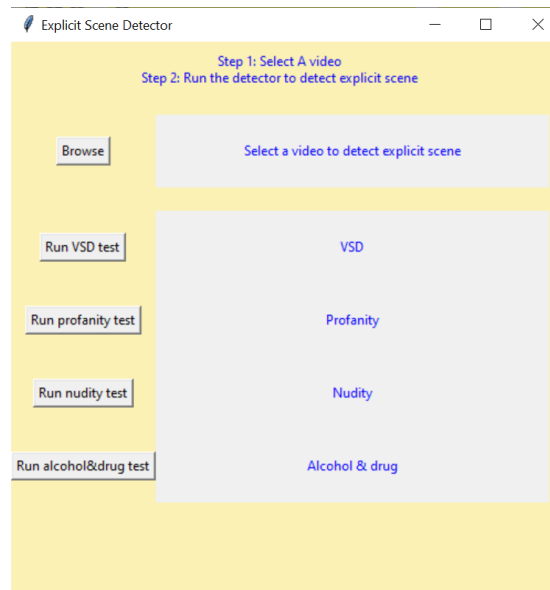 Explicit Scene Detector
Step 1: Select A video
Step 2: Run the detector to detect explicit scene
Browse
Select a video to detect explicit scene
Run VSD test
VSD
Run profanity test
Profanity
Run nudity test
Nudity
Run alcohol&drug test
Alcohol & drug